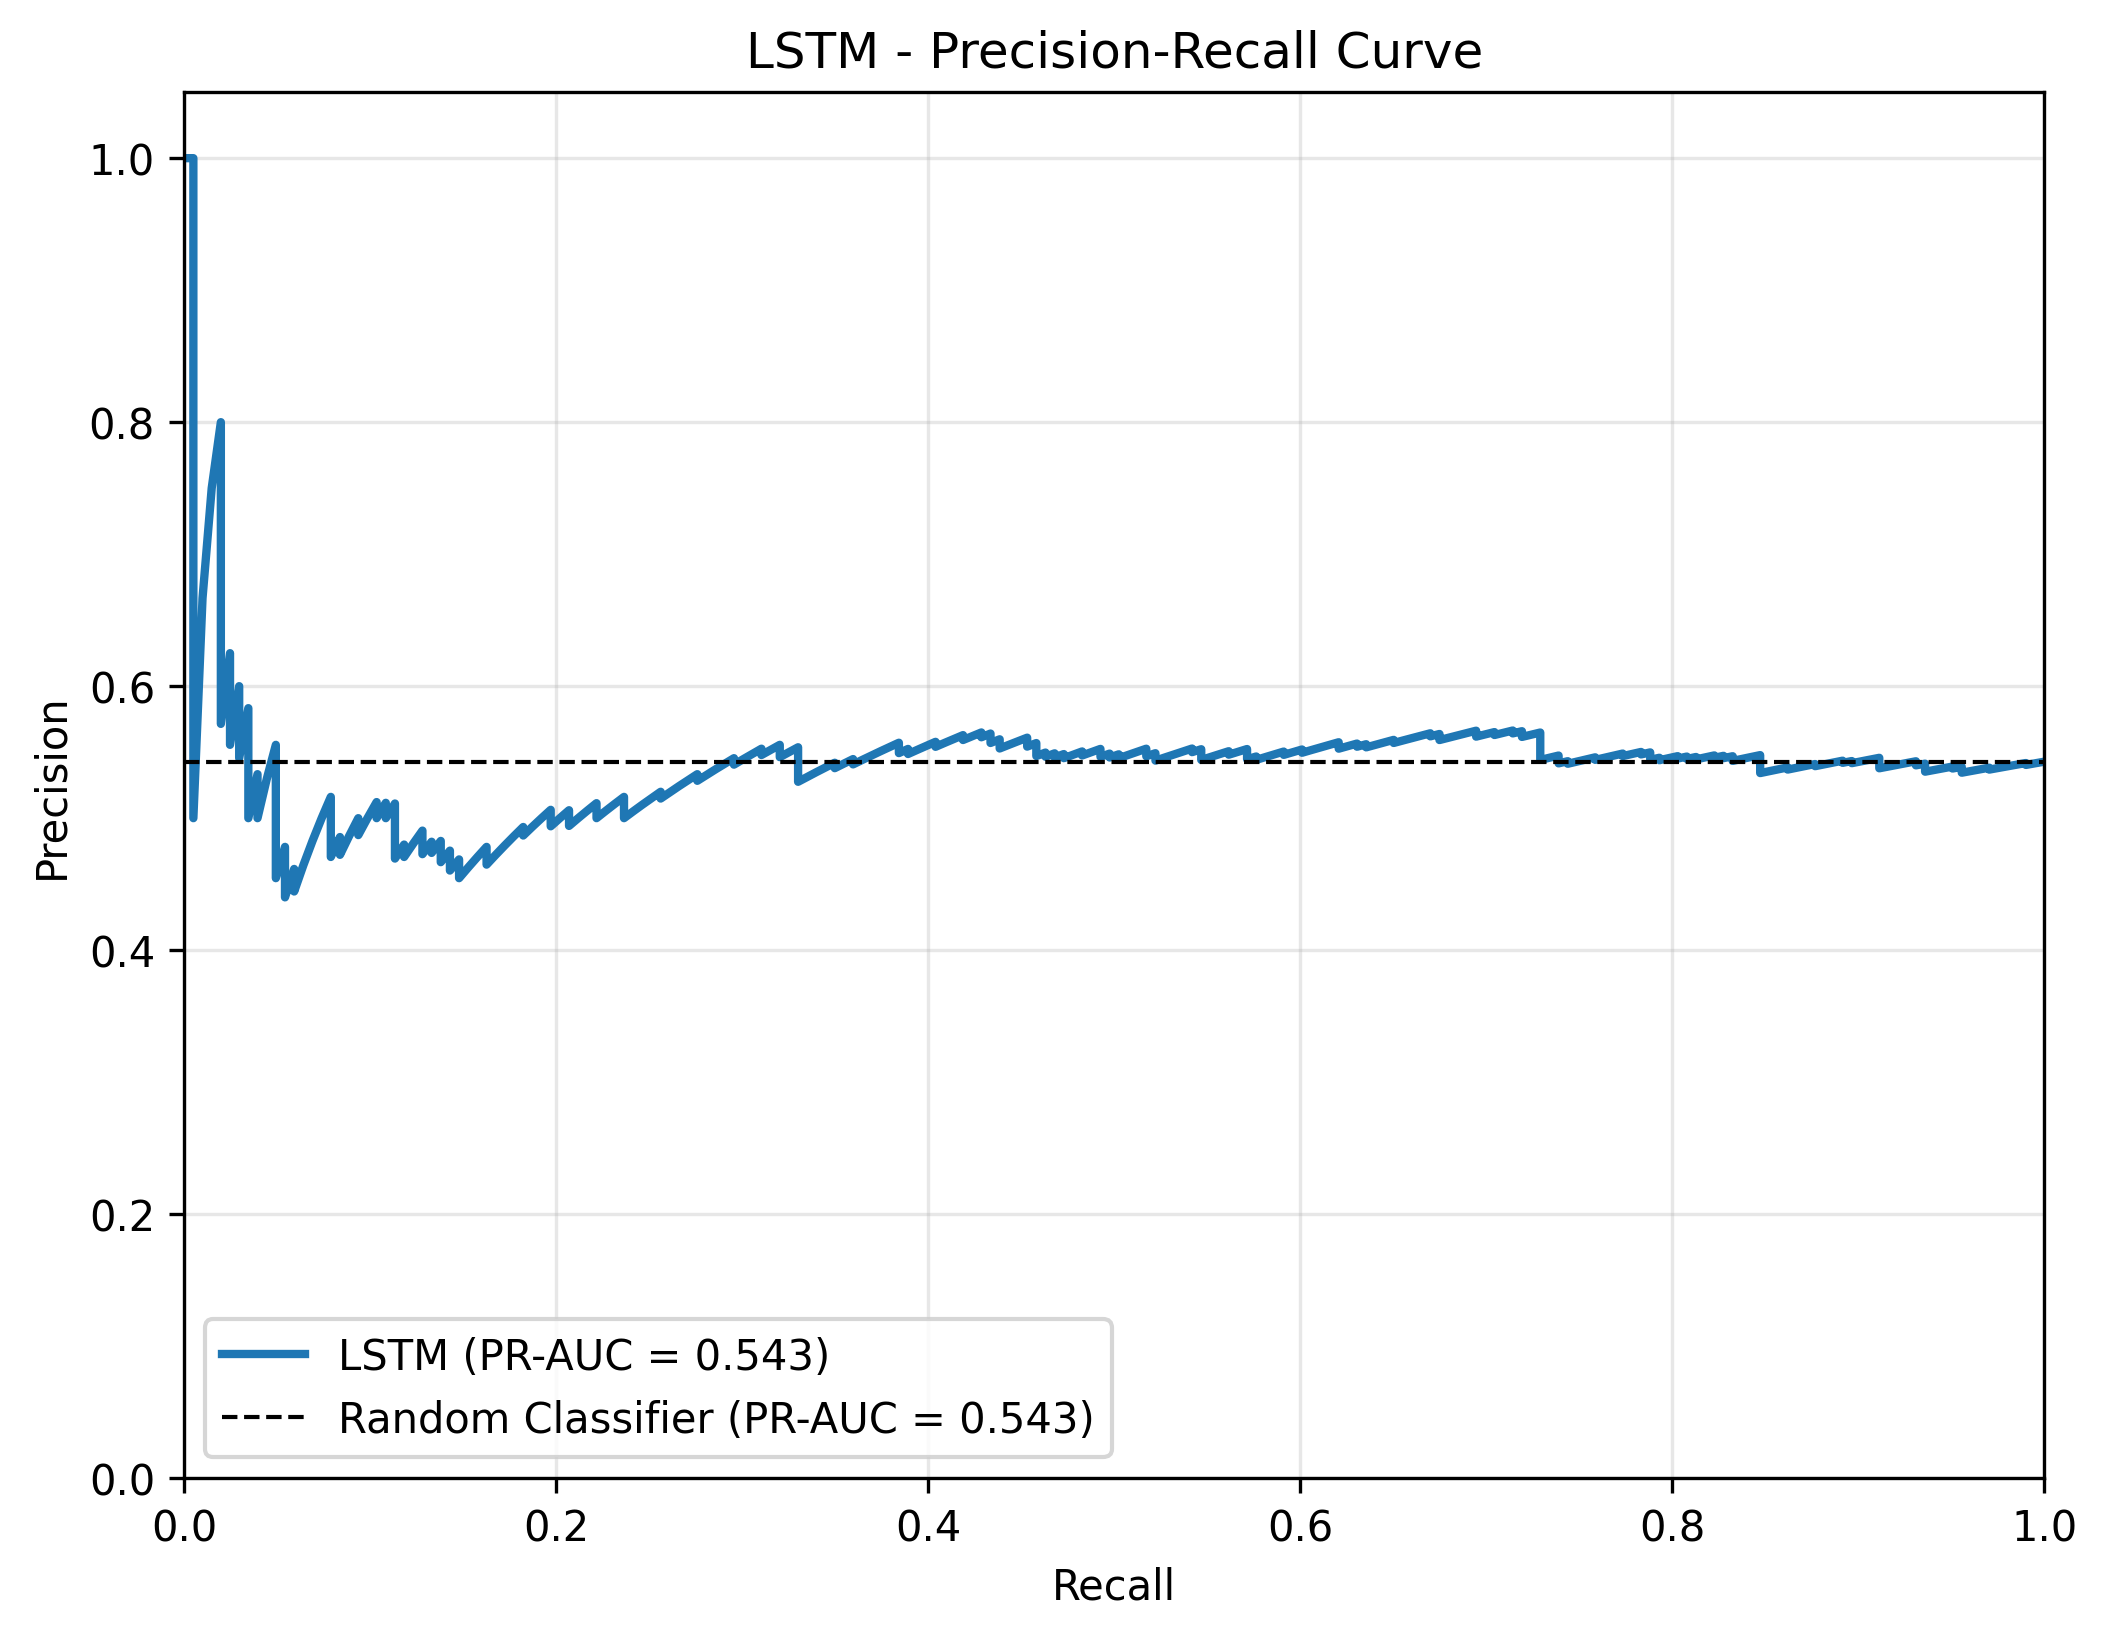 LSTM - Precision-Recall Curve
1.0
0.8
0.6
0.4
0.2
0.0
Precision
LSTM (PR-AUC = 0.543)
Random Classifier (PR-AUC = 0.543)
0.0 0.2 0.4 0.6 0.8 1.0
Recall